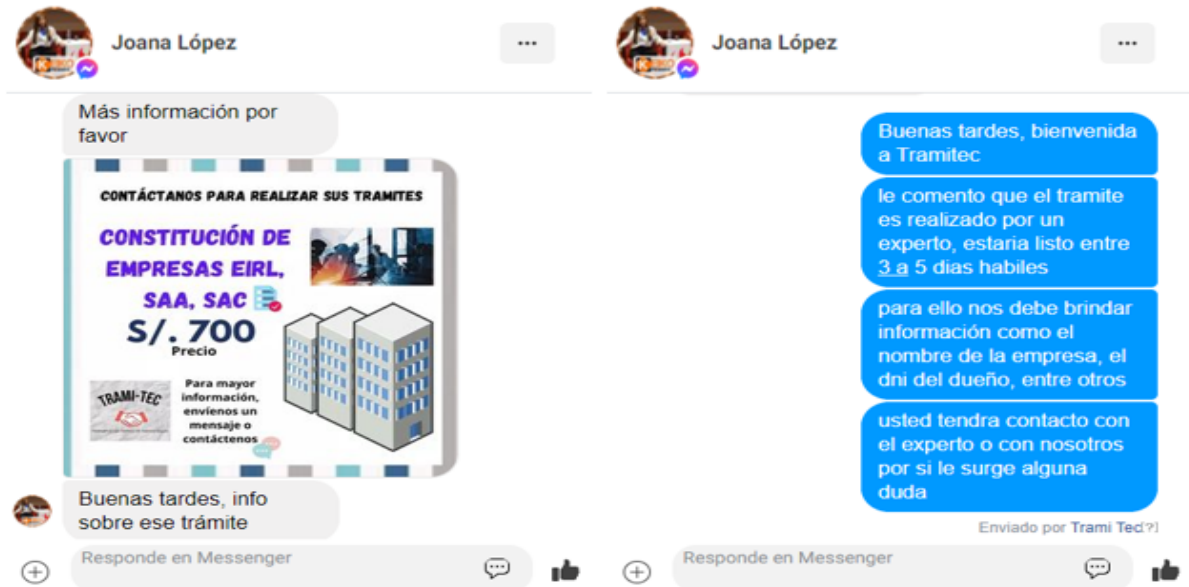 Joana López
Más información por
favor
CONTÁCTANOS PARA REALIZAR SUS TRAMITES
CONSTITUCIÓN DE
EMPRESAS EIRL,
SAA, SAC
S/. 700
Precio
TRAMI-TEC
Para mayor
información,
envíenos un
mensaje o
contáctenos
Buenas tardes, info
sobre ese trámite
Responde en Messenger
Joana López
Buenas tardes, bienvenida
a Tramitec
le comento que el tramite
es realizado por un
experto, estaria listo entre
3 a 5 dias habiles
para ello nos debe brindar
información como el
nombre de la empresa, el
dni del dueño, entre otros
usted tendra contacto con
el experto o con nosotros
por si le surge alguna
duda
Enviado por Trami Tec[?]
Responde en Messenger